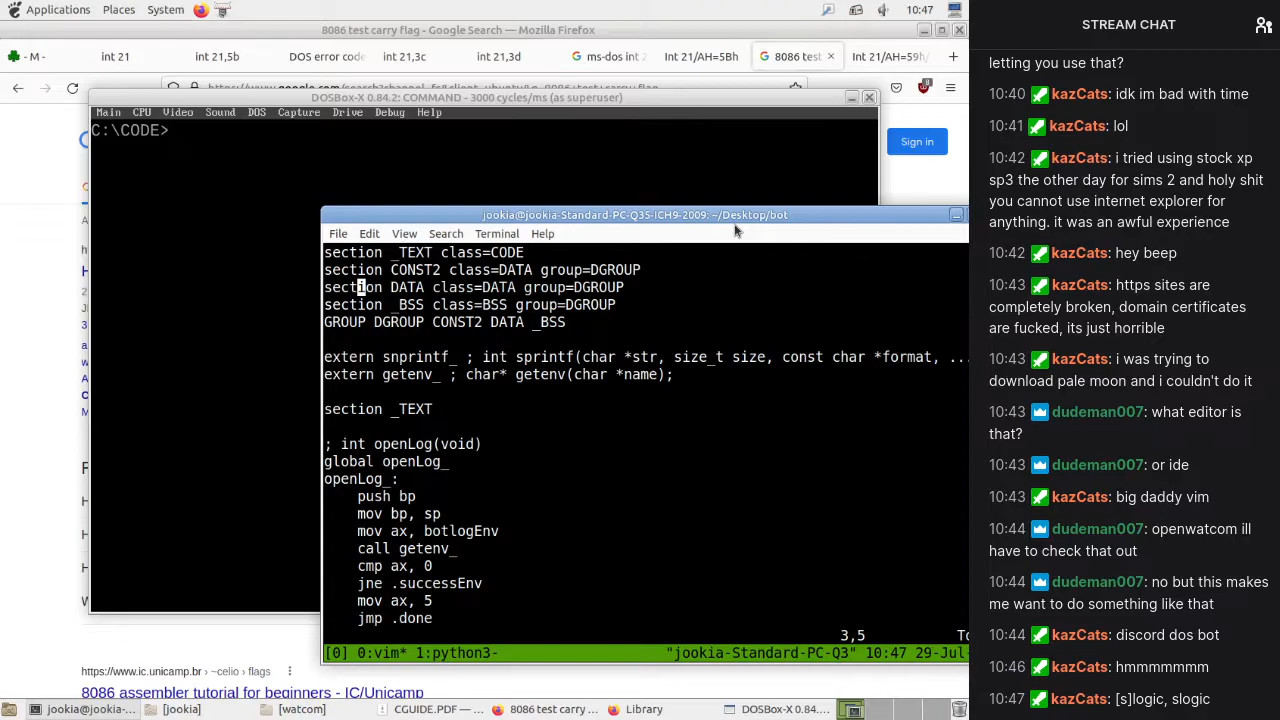 Applications Places System 10:47
8086 test carry flag - Google Search — Mozilla Firefox
- M - int 21 int 21,5b DOS error code int 21,3c int 21,3d ms-dos int 2 Int 21/AH=5Bh 8086 test Int 21/AH=59h
DOSBox-X 0.84.2: COMMAND - 3000 cycles/ms (as superuser)
Main CPU Video Sound DOS Capture Drive Debug Help
C:\CODE>
Sign in
jookia@jookia-Standard-PC-Q35-ICH9-2009: ~/Desktop/bot
File Edit View Search Terminal Help
section _TEXT class=CODE
section CONST2 class=DATA group=DGROUP
section DATA class=DATA group=DGROUP
section _BSS class=BSS group=DGROUP
GROUP DGROUP CONST2 DATA _BSS
extern snprintf_ ; int sprintf(char *str, size_t size, const char *format, ...
extern getenv_ ; char* getenv(char *name);
section _TEXT
; int openLog(void)
global openLog_
openLog_:
push bp
mov bp, sp
mov ax, botlogEnv
call getenv_
cmp ax, 0
jne .successEnv
mov ax, 5
jmp .done
3,5 To
[0] 0:vim* 1:python3- "jookia-Standard-PC-Q3" 10:47 29-Jul-
https://www.ic.unicamp.br › ~celio › flags
8086 assembler tutorial for beginners - IC/Unicamp
jookia@jookia-... [jookia] [watcom] CGUIDE.PDF — ... 8086 test carry ... Library DOSBox-X 0.84....
STREAM CHAT
letting you use that?
10:40 kazCats: idk im bad with time
10:41 kazCats: lol
10:42 kazCats: i tried using stock xp
sp3 the other day for sims 2 and holy shit
you cannot use internet explorer for
anything. it was an awful experience
10:42 kazCats: hey beep
10:43 kazCats: https sites are
completely broken, domain certificates
are fucked, its just horrible
10:43 kazCats: i was trying to
download pale moon and i couldn't do it
10:43 dudeman007: what editor is
that?
10:43 dudeman007: or ide
10:43 kazCats: big daddy vim
10:44 dudeman007: openwatcom ill
have to check that out
10:44 dudeman007: no but this makes
me want to do something like that
10:44 kazCats: discord dos bot
10:46 kazCats: hmmmmmmm
10:47 kazCats: [s]logic, slogic